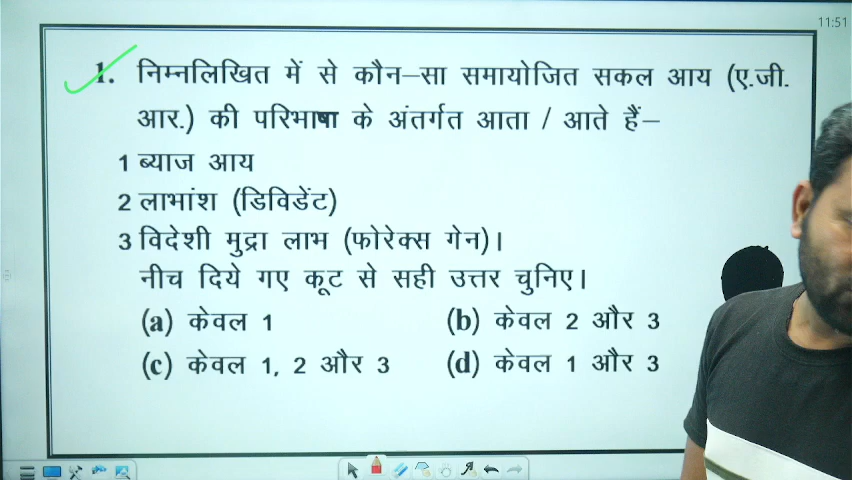 11:51
1. निम्नलिखित में से कौन–सा समायोजित सकल आय (ए.जी.
आर.) की परिभाषा के अंतर्गत आता / आते हैं–
1 ब्याज आय
2 लाभांश (डिविडेंट)
3 विदेशी मुद्रा लाभ (फोरेक्स गेन)।
नीच दिये गए कूट से सही उत्तर चुनिए।
(a) केवल 1 (b) केवल 2 और 3
(c) केवल 1, 2 और 3 (d) केवल 1 और 3